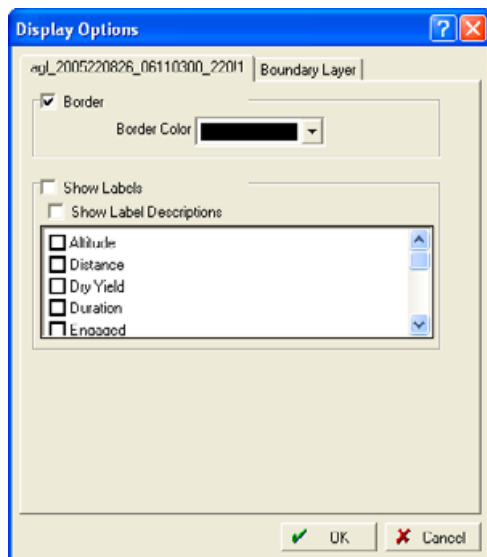 Display Options
agl_2005220826_06110300_220I1 Boundary Layer
Border
Border Color
Show Labels
Show Label Descriptions
Altitude
Distance
Dry Yield
Duration
Engaged
OK Cancel